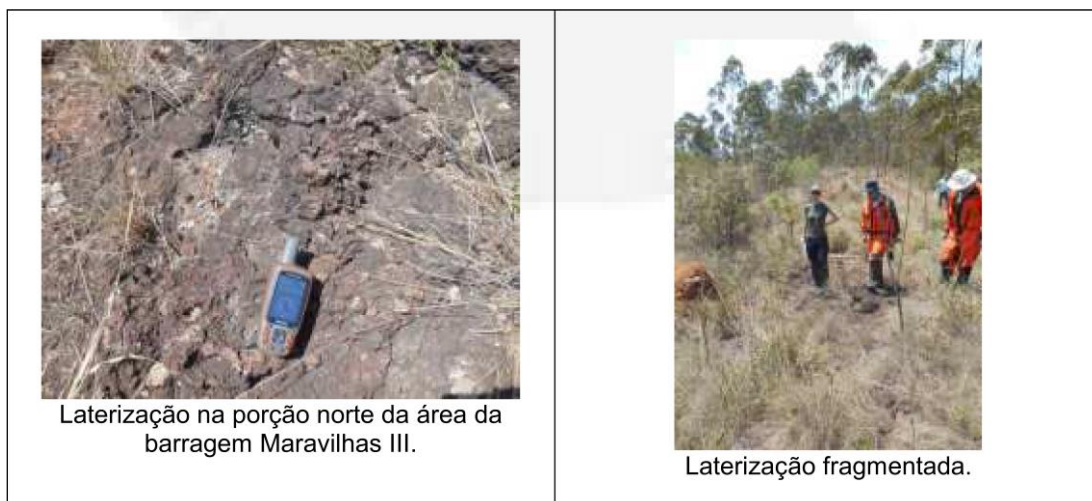 Laterização na porção norte da área da
barragem Maravilhas III.
Laterização fragmentada.